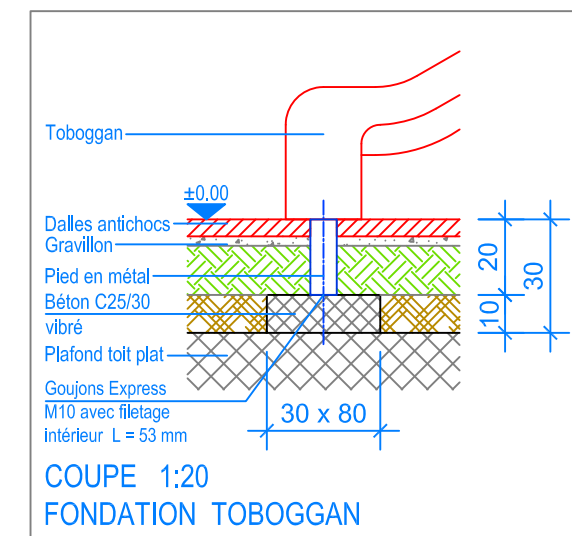 Toboggan
±0.00
Dalles antichocs
Gravillon
Pied en métal
Béton C25/30
vibré
Plafond toit plat
Goujons Express
M10 avec filetage
intérieur L = 53 mm
20
10
30
30 x 80
COUPE 1:20
FONDATION TOBOGGAN